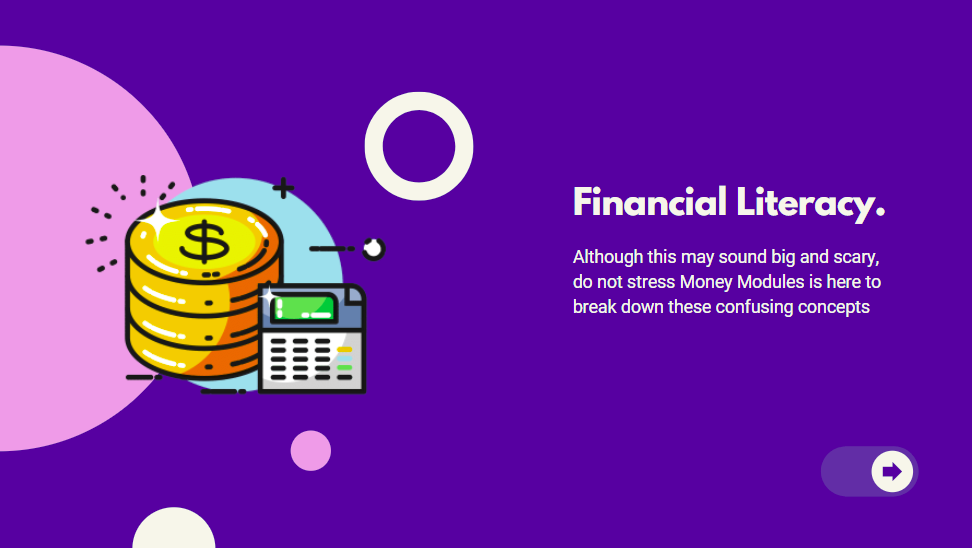 Financial Literacy.
Although this may sound big and scary,
do not stress Money Modules is here to
break down these confusing concepts
$